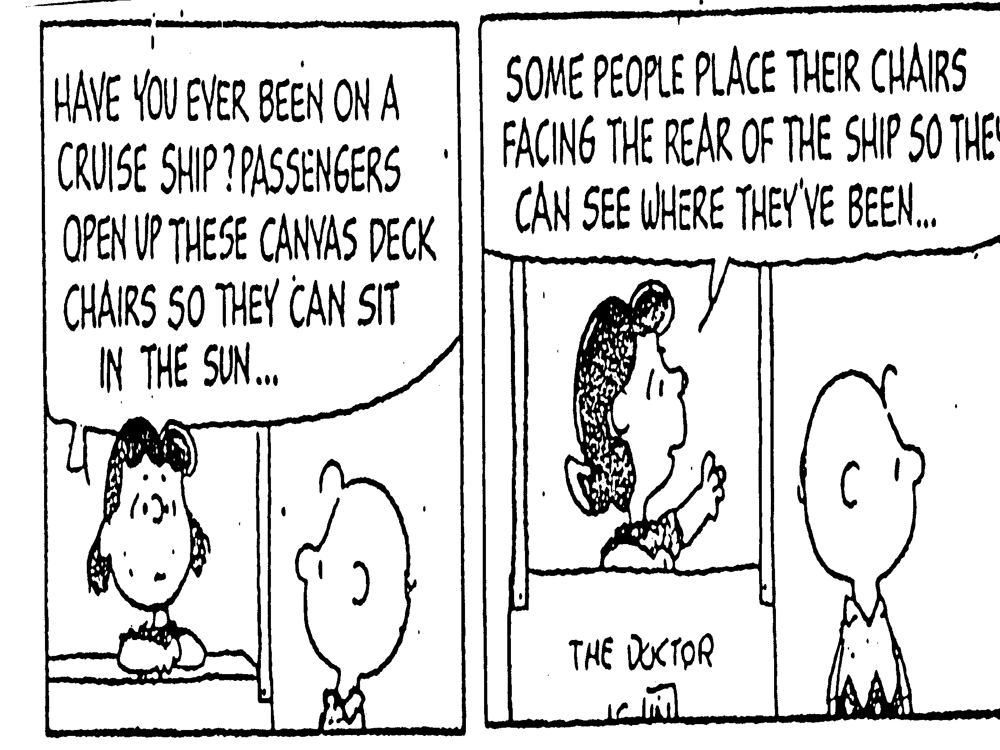 HAVE YOU EVER BEEN ON A
CRUISE SHIP? PASSENGERS
OPEN UP THESE CANVAS DECK
CHAIRS SO THEY CAN SIT
IN THE SUN...
SOME PEOPLE PLACE THEIR CHAIRS
FACING THE REAR OF THE SHIP SO THEY
CAN SEE WHERE THEY'VE BEEN...
THE DOCTOR
IS IN